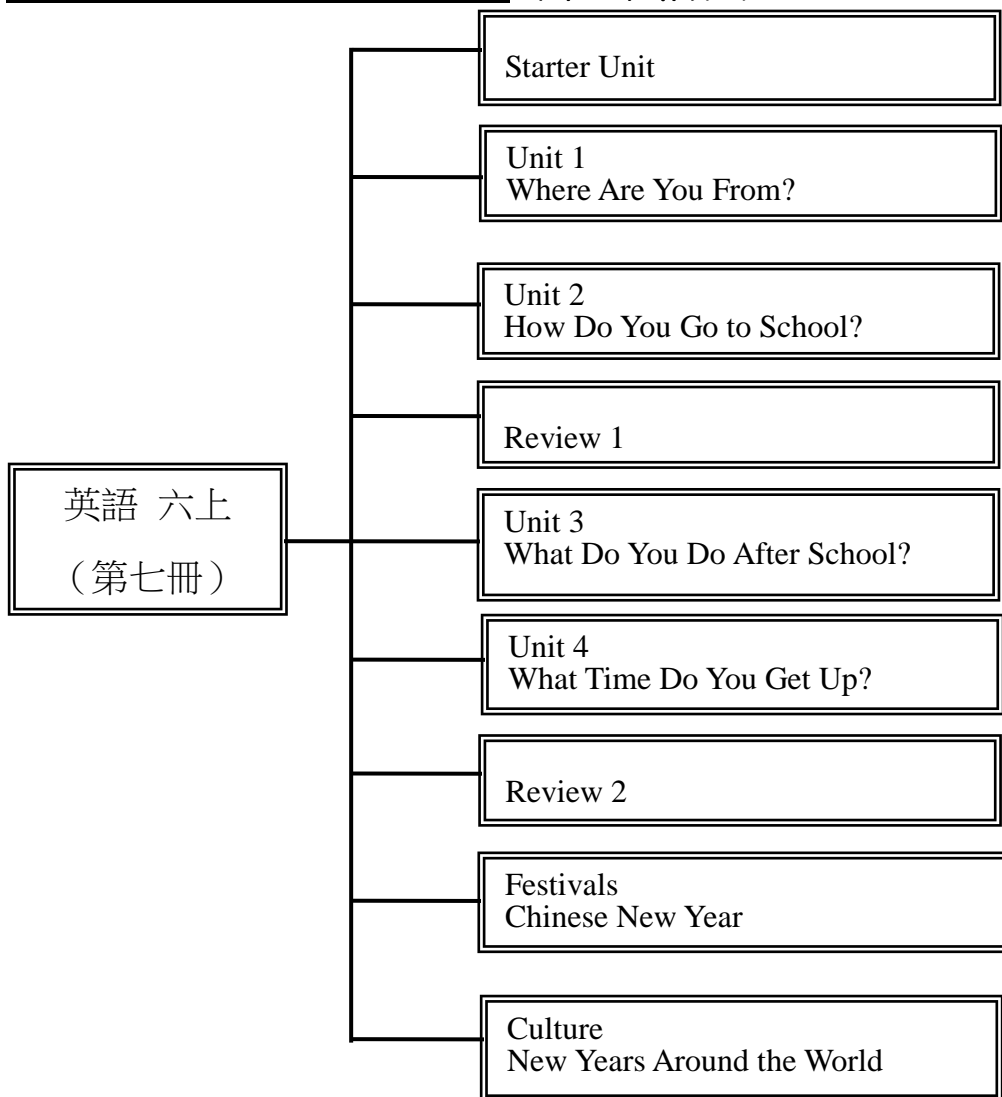 Starter Unit
Unit 1
Where Are You From?
Unit 2
How Do You Go to School?
Review 1
英語 六上
（第七冊）
Unit 3
What Do You Do After School?
Unit 4
What Time Do You Get Up?
Review 2
Festivals
Chinese New Year
Culture
New Years Around the World